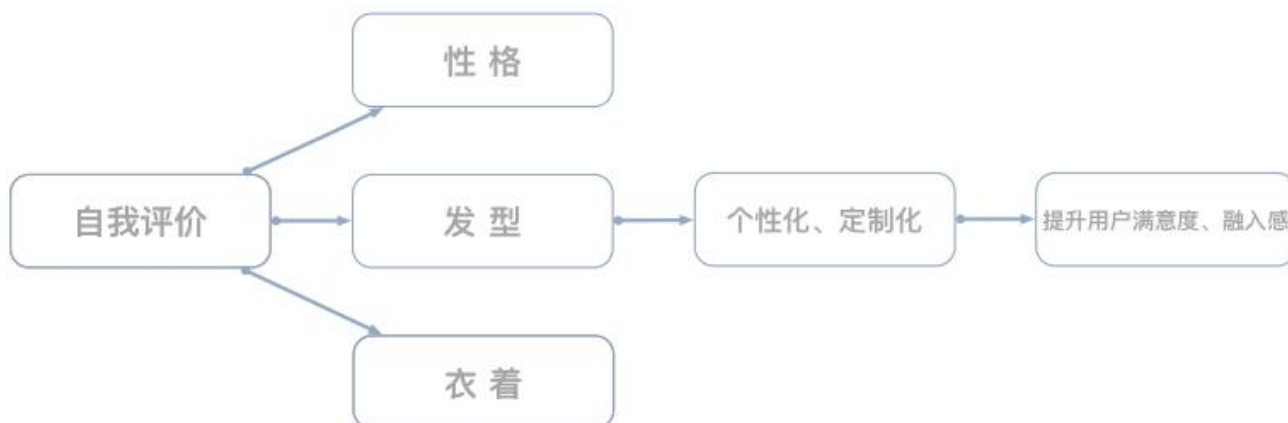 性 格
自我评价
发 型
个性化、定制化
提升用户满意度、融入感
衣 着